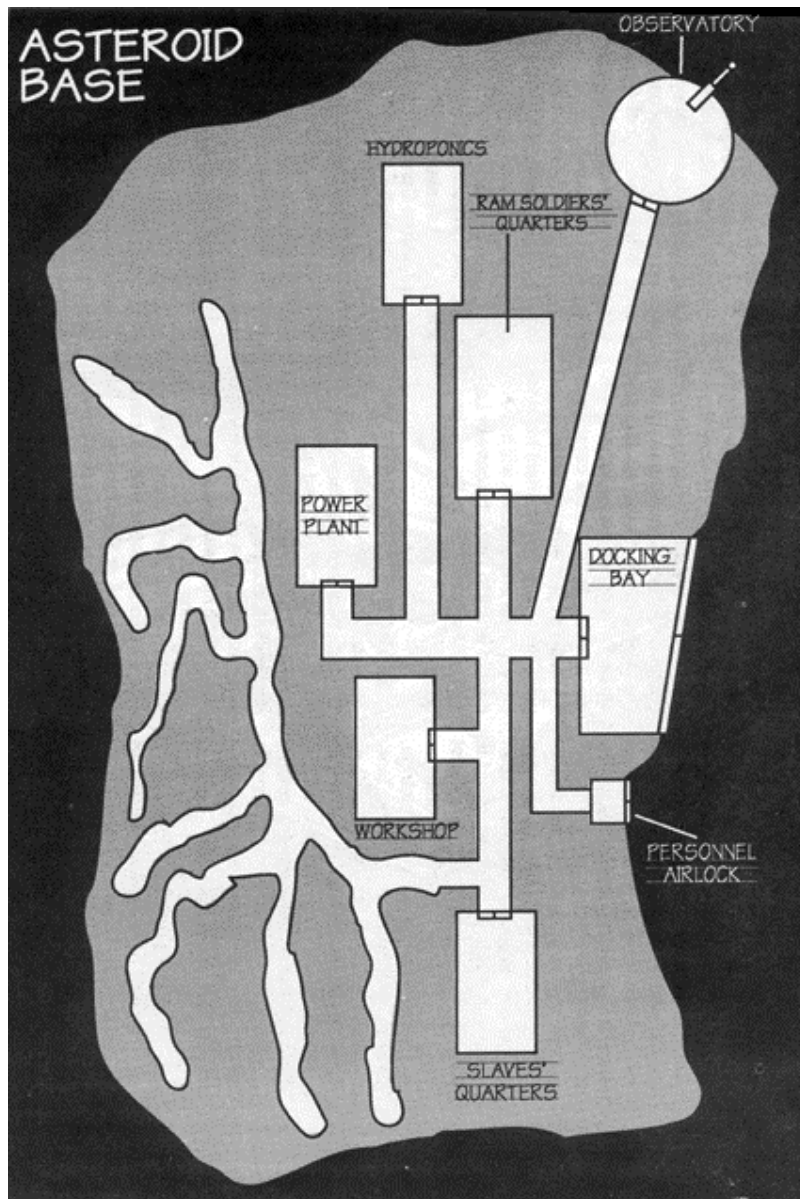 ASTEROID
BASE
OBSERVATORY
HYDROPONICS
RAM SOLDIERS'
QUARTERS
POWER
PLANT
DOCKING
BAY
WORKSHOP
PERSONNEL
AIRLOCK
SLAVES'
QUARTERS